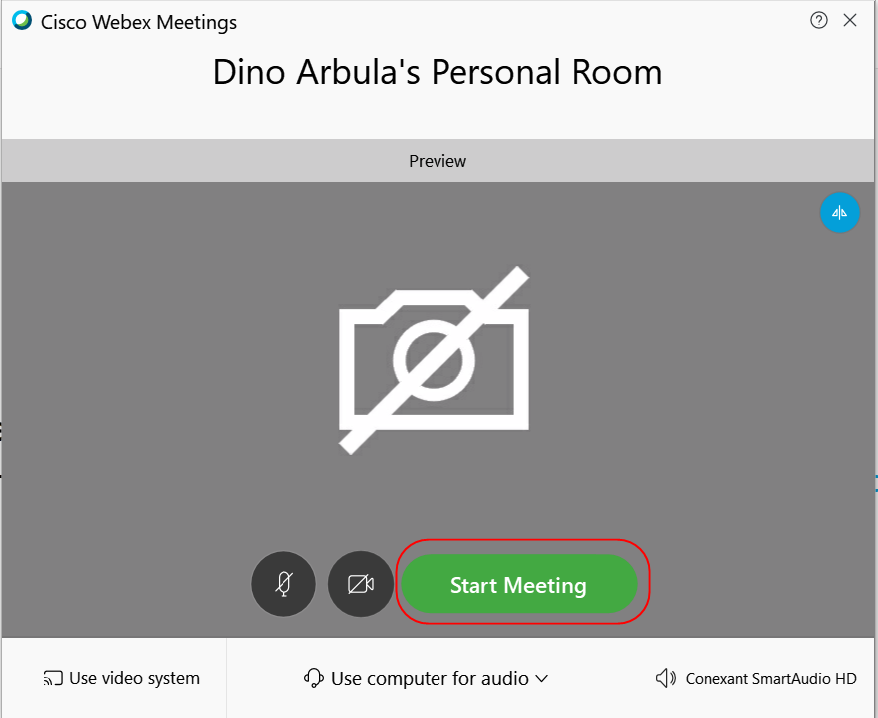 Cisco Webex Meetings
Dino Arbula's Personal Room
Preview
Start Meeting
Use video system
Use computer for audio
Conexant SmartAudio HD